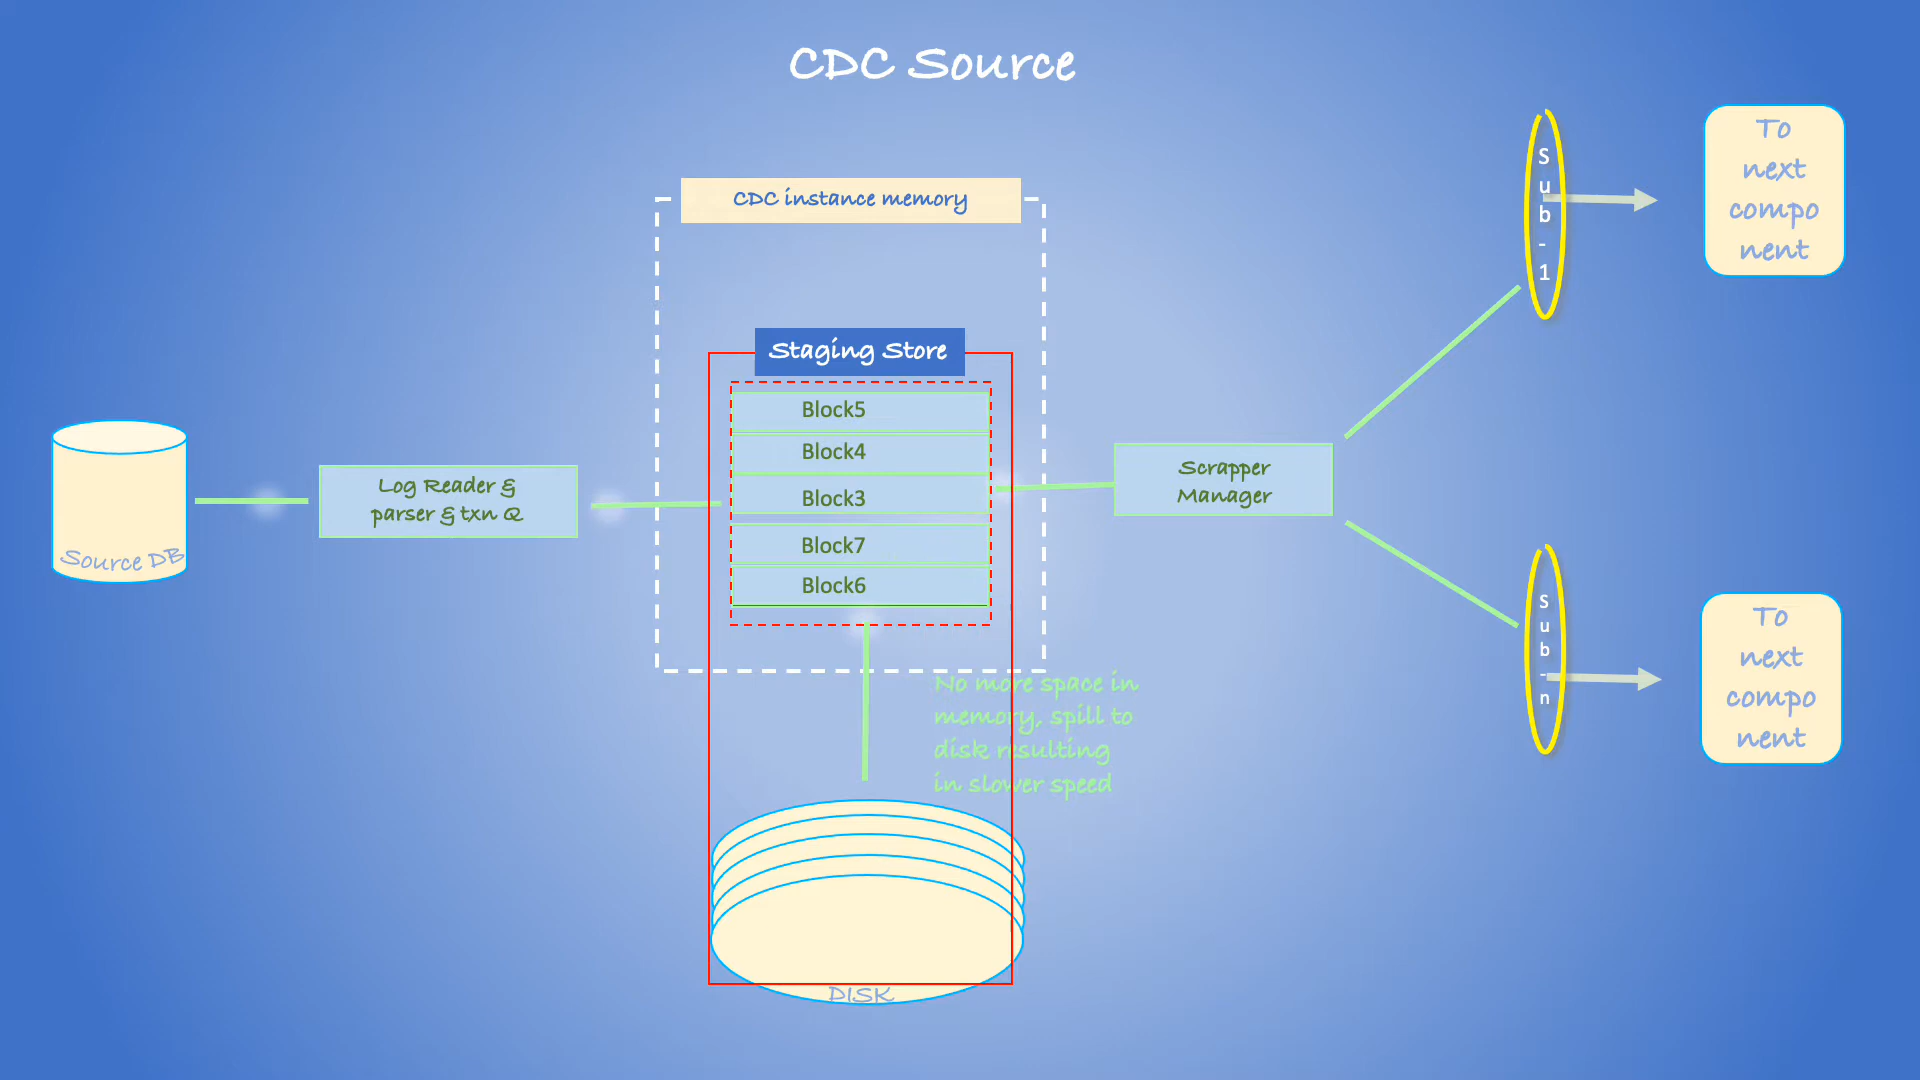 CDC Source
CDC instance memory
Staging Store
Block5
Block4
Block3
Block7
Block6
Source DB
Log Reader &
parser & txn Q
Scrapper
Manager
No more space in
memory, spill to
disk resulting
in slower speed
DISK
S
u
b
-
1
To
next
compo
nent
S
u
b
-
n
To
next
compo
nent